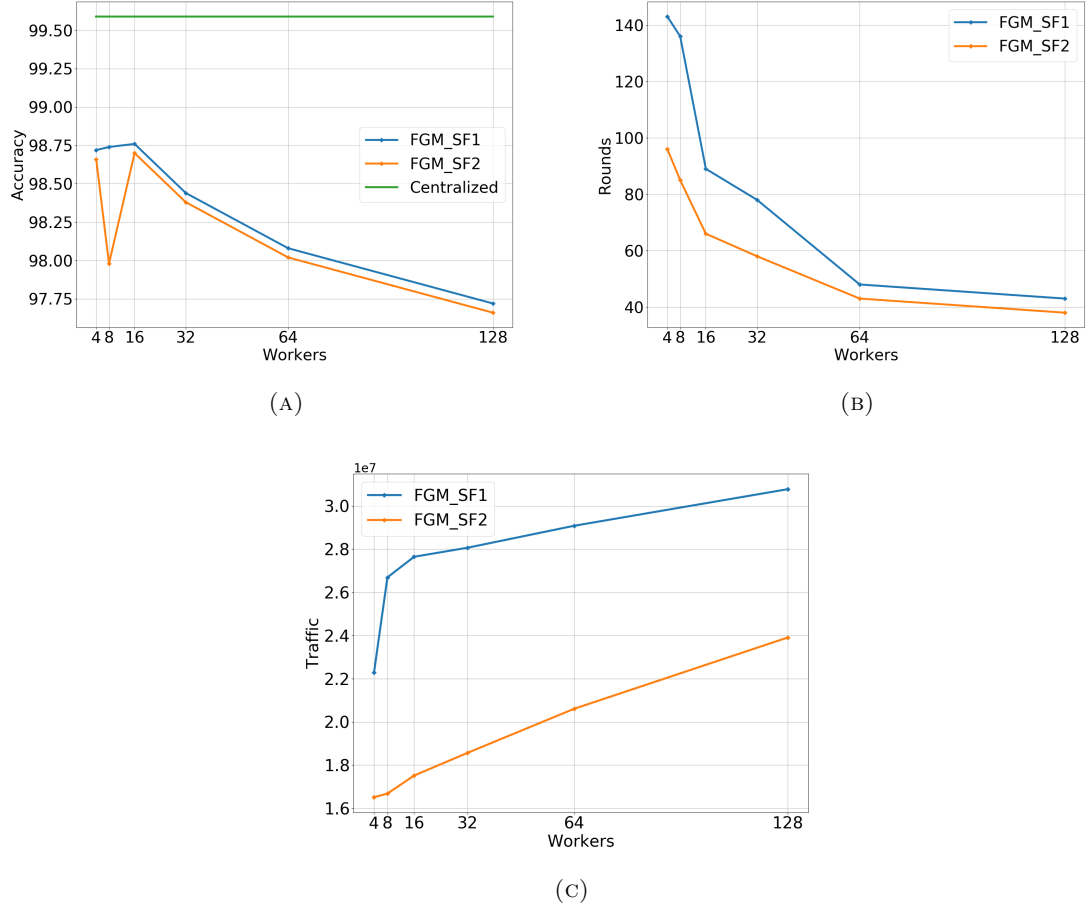 99.50
99.25
99.00
98.75
98.50
98.25
98.00
97.75
Accuracy
FGM_SF1
FGM_SF2
Centralized
4 8 16 32 64 128
Workers
(A)
140
120
100
80
60
40
Rounds
FGM_SF1
FGM_SF2
4 8 16 32 64 128
Workers
(B)
1e7
3.0
2.8
2.6
2.4
2.2
2.0
1.8
1.6
Traffic
FGM_SF1
FGM_SF2
4 8 16 32 64 128
Workers
(C)